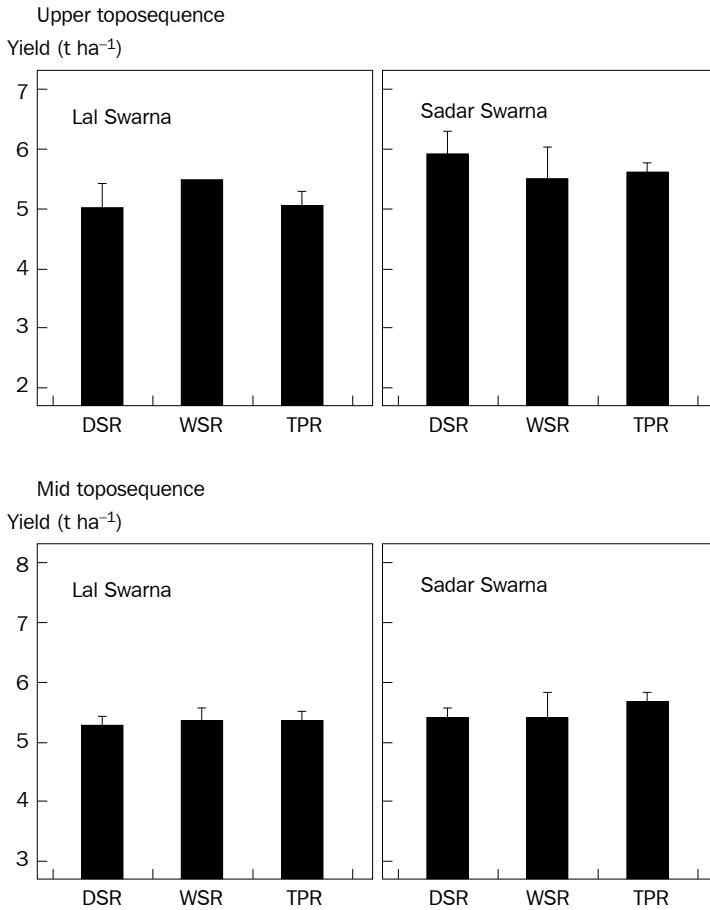 Upper toposequence
Yield (t ha–1)
7
Lal Swarna
Sadar Swarna
6
5
4
3
2
DSR WSR TPR DSR WSR TPR
Mid toposequence
Yield (t ha–1)
8
Lal Swarna
Sadar Swarna
7
6
5
4
3
DSR WSR TPR DSR WSR TPR